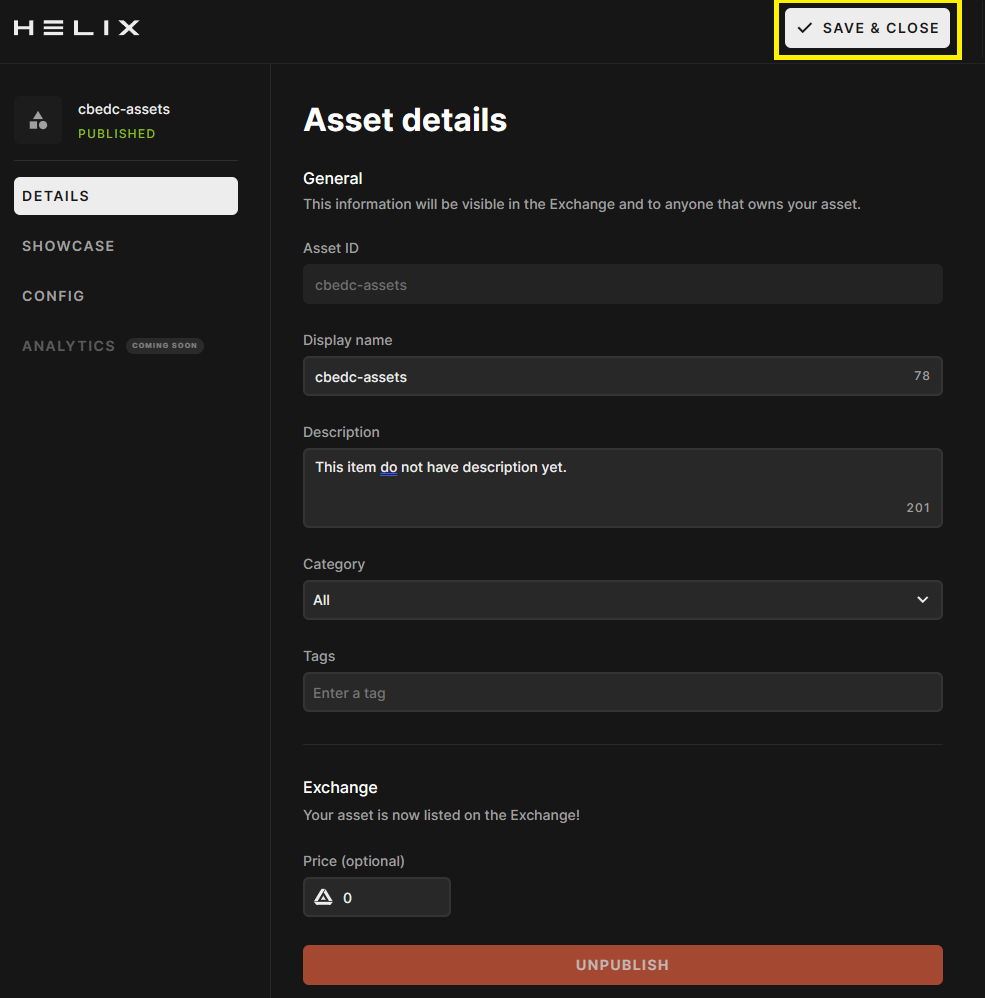 HELIX
SAVE & CLOSE
cbedc-assets
PUBLISHED
DETAILS
SHOWCASE
CONFIG
ANALYTICS COMING SOON
Asset details
General
This information will be visible in the Exchange and to anyone that owns your asset.
Asset ID
cbedc-assets
Display name
cbedc-assets 78
Description
This item do not have description yet.
201
Category
All
Tags
Enter a tag
Exchange
Your asset is now listed on the Exchange!
Price (optional)
0
UNPUBLISH